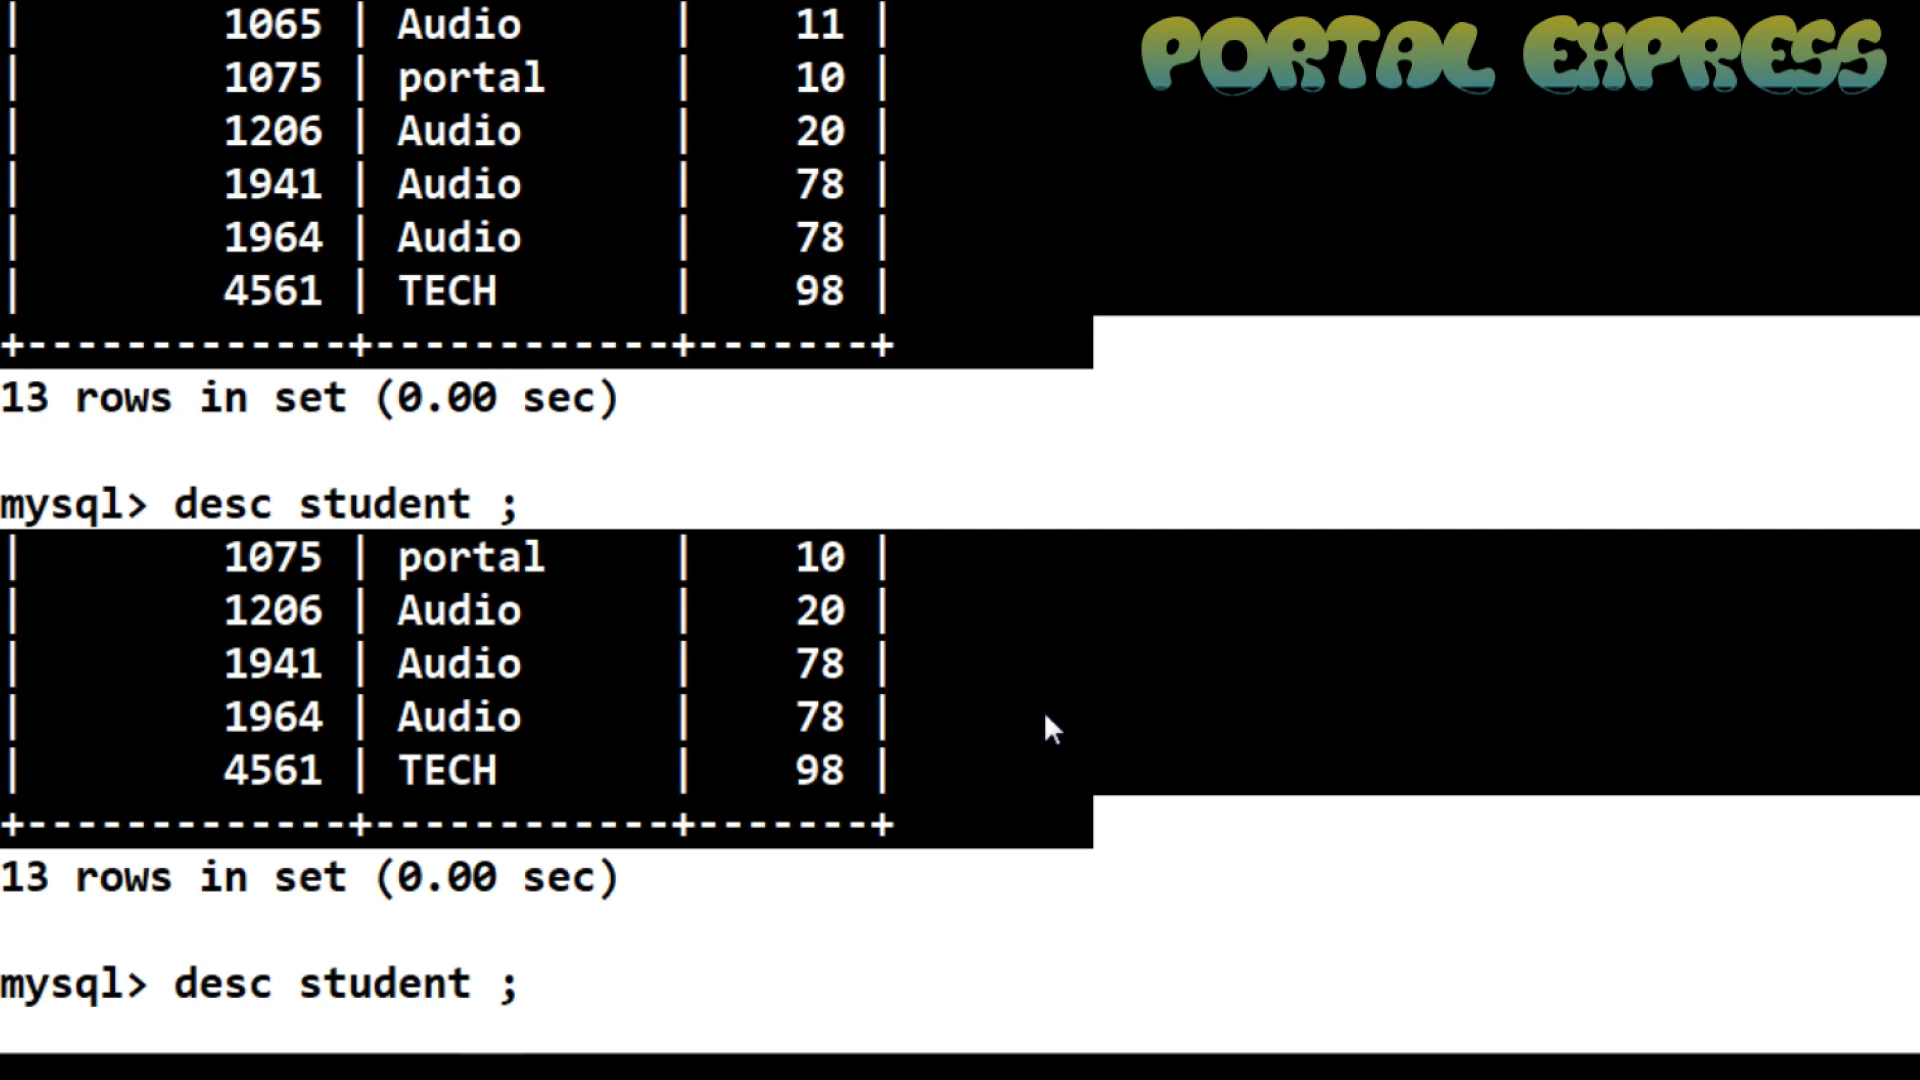 |        1065 | Audio      |    11 |
PORTAL EXPRESS
|        1075 | portal     |    10 |
|        1206 | Audio      |    20 |
|        1941 | Audio      |    78 |
|        1964 | Audio      |    78 |
|        4561 | TECH       |    98 |
+-------------+------------+-------+
13 rows in set (0.00 sec)
mysql> desc student ;
|        1075 | portal     |    10 |
|        1206 | Audio      |    20 |
|        1941 | Audio      |    78 |
|        1964 | Audio      |    78 |
|        4561 | TECH       |    98 |
+-------------+------------+-------+
13 rows in set (0.00 sec)
mysql> desc student ;